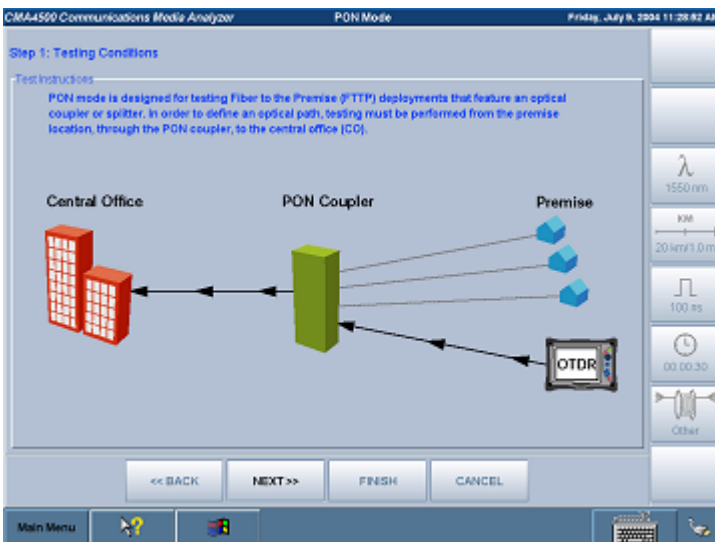 CMA4500 Communications Media Analyzer PON Mode Friday, July 9, 2004 11:28:52 AM
Step 1: Testing Conditions
Test Instructions
PON mode is designed for testing Fiber to the Premise (FTTP) deployments that feature an optical
coupler or splitter. In order to define an optical path, testing must be performed from the premise
location, through the PON coupler, to the central office (CO).
Central Office PON Coupler Premise
OTDR
λ
1550 nm
KM
20 km/1.0 m
100 ns
00:00:30
Other
<< BACK NEXT >> FINISH CANCEL
Main Menu